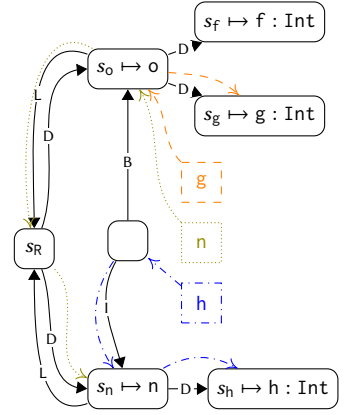 s_f ↦ f : Int
D
s_o ↦ o
L
D
D
s_g ↦ g : Int
B
g
s_R
n
h
I
D
L
s_n ↦ n
D
s_h ↦ h : Int